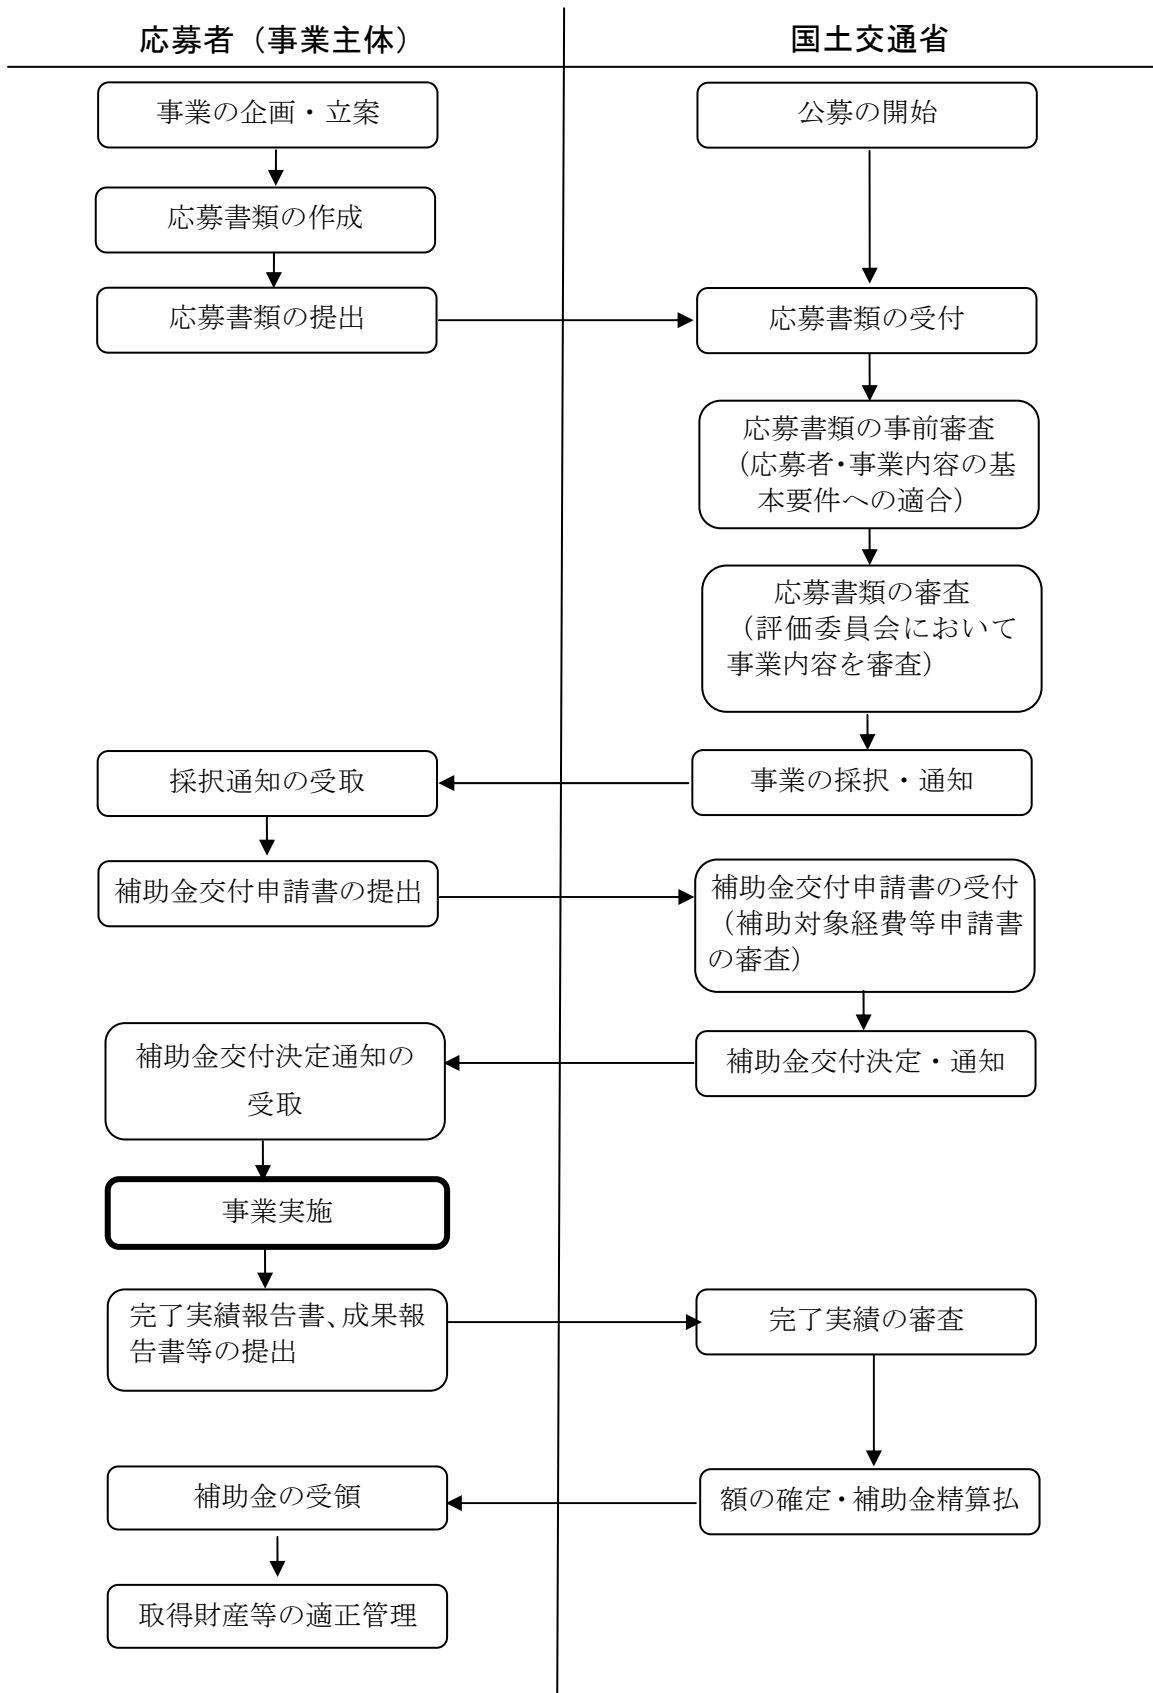 応募者（事業主体）
国土交通省
事業の企画・立案
公募の開始
応募書類の作成
応募書類の提出
応募書類の受付
応募書類の事前審査
（応募者・事業内容の基
本要件への適合）
応募書類の審査
（評価委員会において
事業内容を審査）
採択通知の受取
事業の採択・通知
補助金交付申請書の提出
補助金交付申請書の受付
（補助対象経費等申請書
の審査）
補助金交付決定通知の
受取
補助金交付決定・通知
事業実施
完了実績報告書、成果報
告書等の提出
完了実績の審査
補助金の受領
額の確定・補助金精算払
取得財産等の適正管理